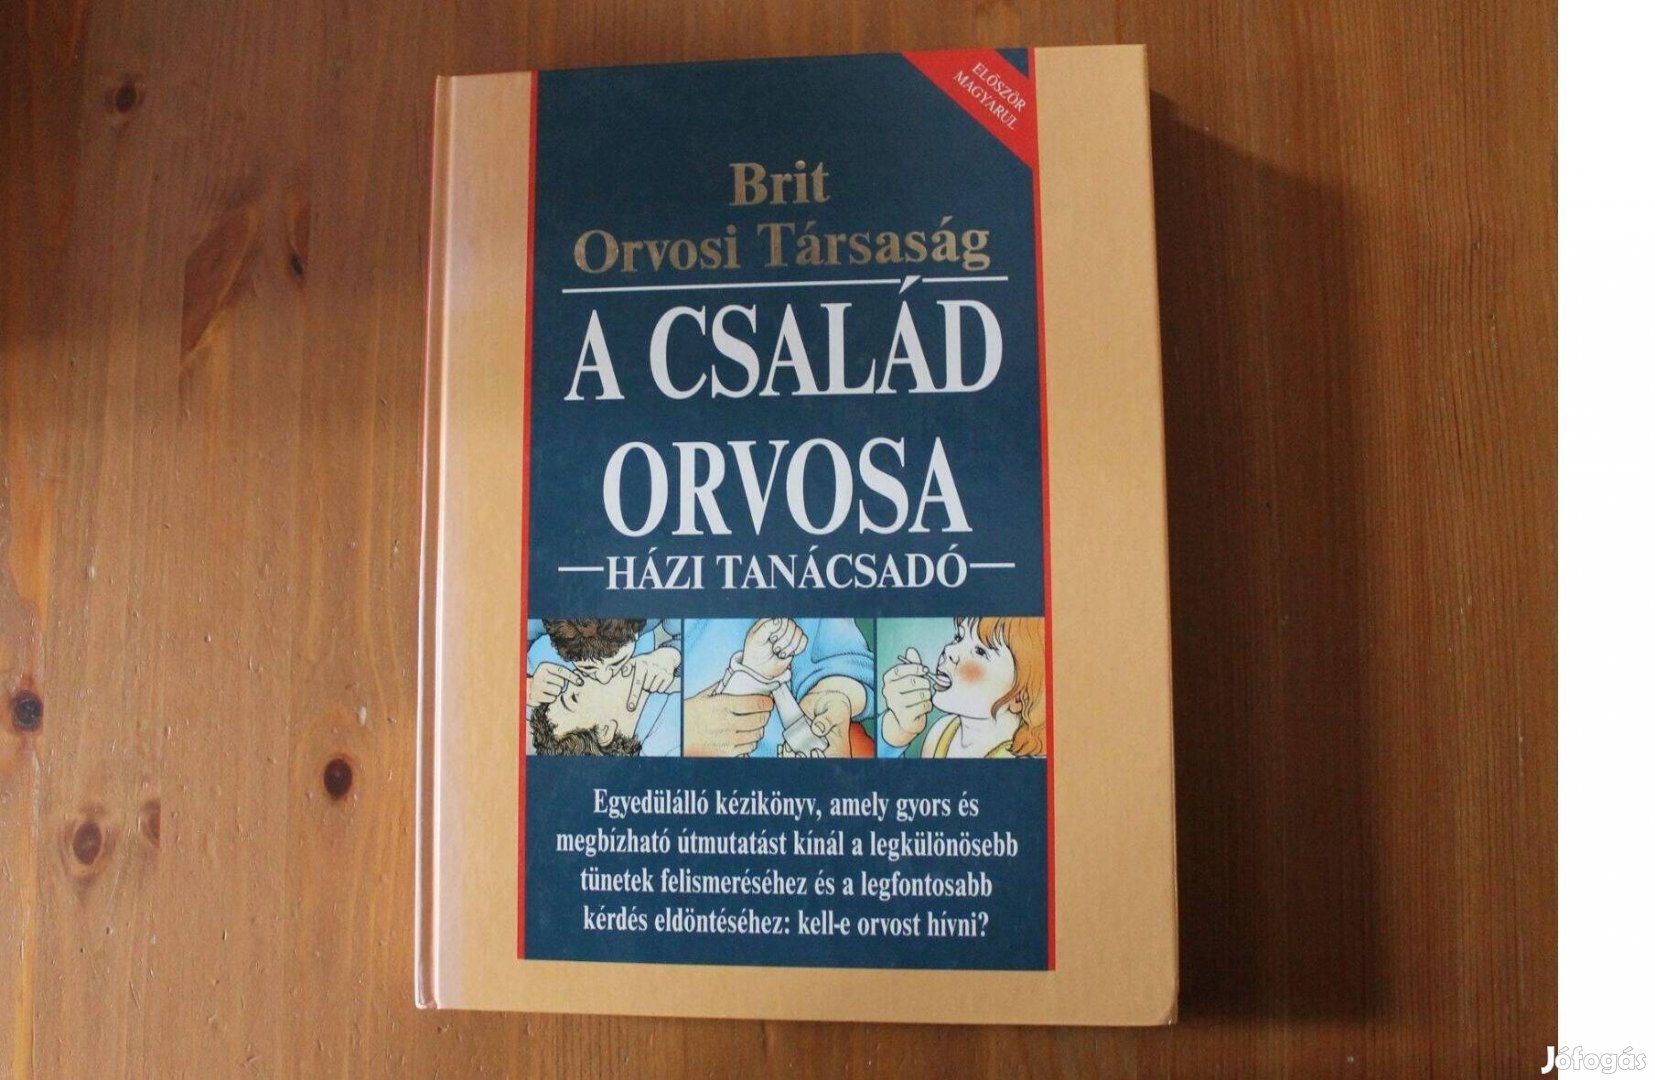 ELŐSZÖR
MAGYARUL
Brit
Orvosi Társaság
A CSALÁD
ORVOSA
HÁZI TANÁCSADÓ
Egyedülálló kézikönyv, amely gyors és
megbízható útmutatást kínál a legkülönösebb
tünetek felismeréséhez és a legfontosabb
kérdés eldöntéséhez: kell-e orvost hívni?
Jófogás